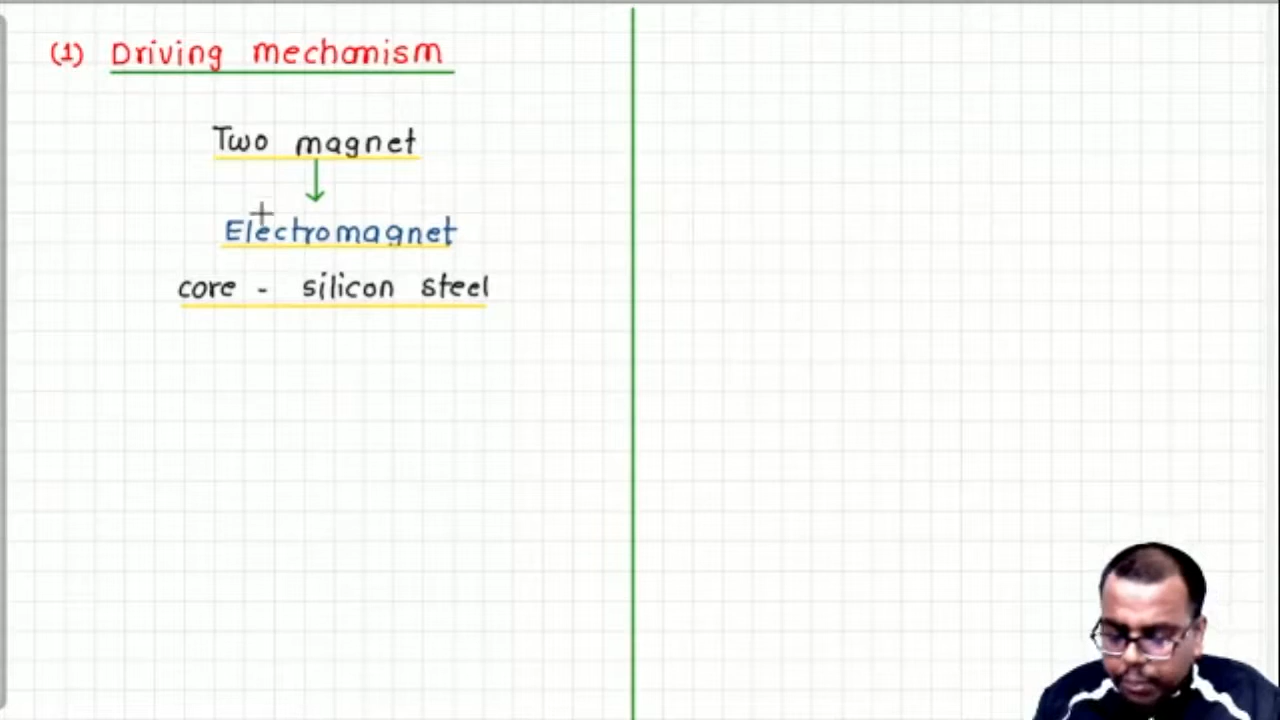 (1) Driving mechanism
Two magnet
Electromagnet
core - silicon steel